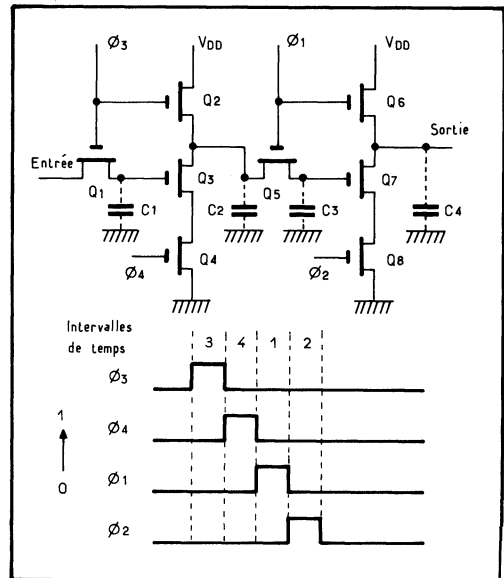 Ø3
VDD
Ø1
VDD
Q2
Q6
Entrée
Sortie
Q1
Q3
Q5
Q7
C1
C2
C3
C4
Ø4
Q4
Ø2
Q8
Intervalles
de temps
3 4 1 2
Ø3
1
Ø4
Ø1
0
Ø2